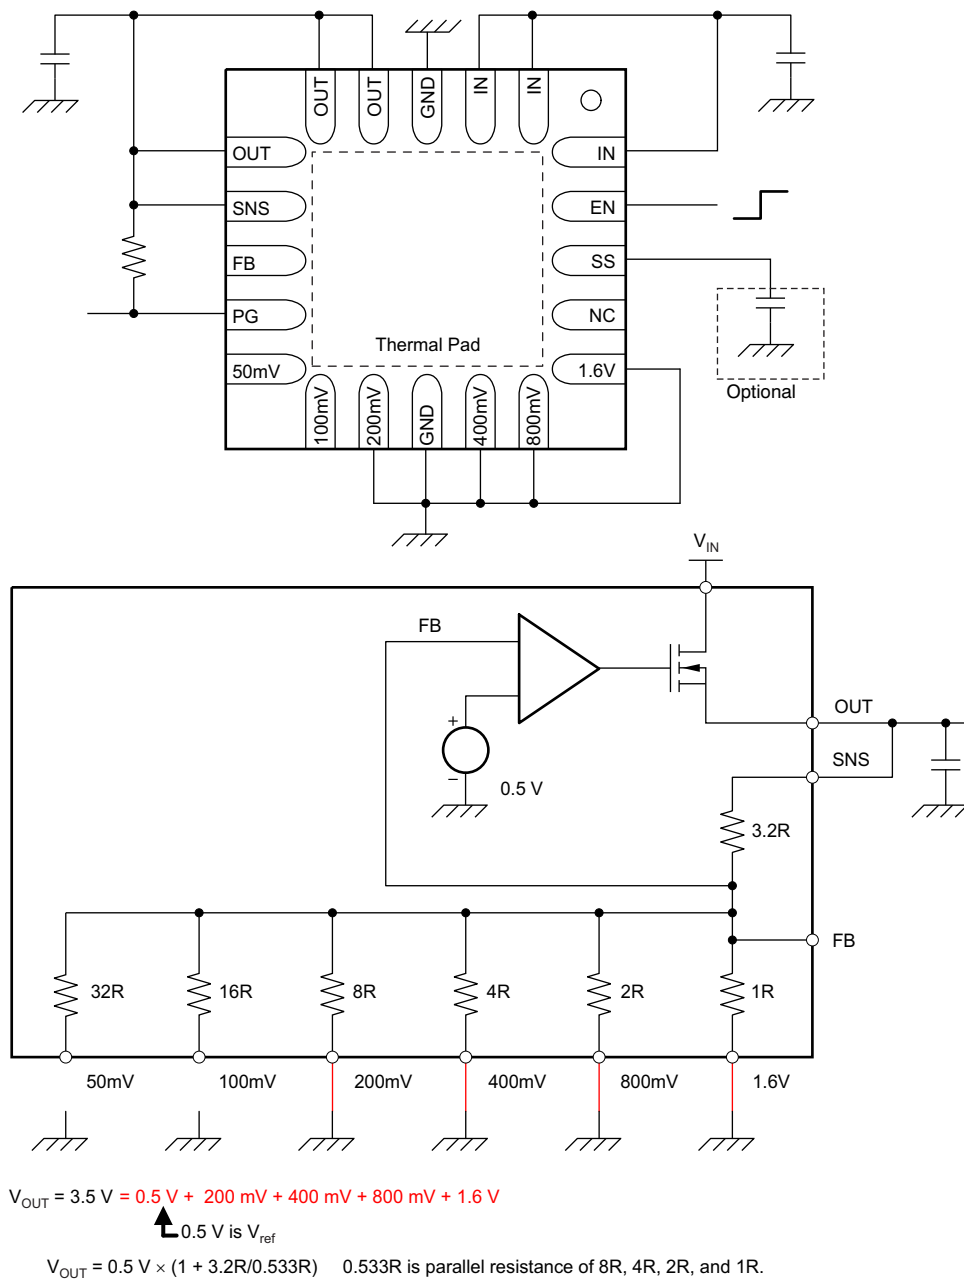 OUT OUT GND IN IN
OUT IN
SNS EN
FB SS
PG NC
Thermal Pad
50mV 1.6V
100mV 200mV GND 400mV 800mV
Optional
V_IN
FB
OUT
+
SNS
−
0.5 V
3.2R
FB
32R 16R 8R 4R 2R 1R
50mV 100mV 200mV 400mV 800mV 1.6V
V_OUT = 3.5 V = 0.5 V + 200 mV + 400 mV + 800 mV + 1.6 V
0.5 V is V_ref
V_OUT = 0.5 V × (1 + 3.2R/0.533R) 0.533R is parallel resistance of 8R, 4R, 2R, and 1R.